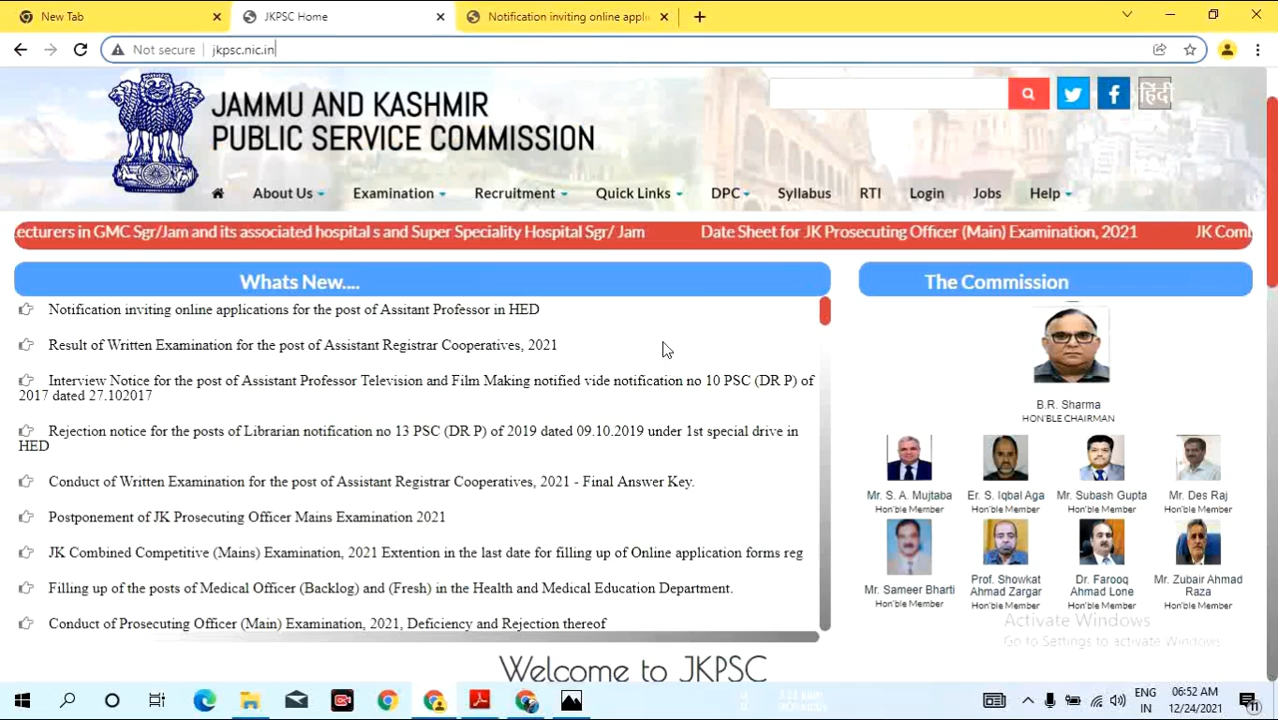 New Tab
JKPSC Home
Notification inviting online appli
Not secure
jkpsc.nic.in
JAMMU AND KASHMIR
PUBLIC SERVICE COMMISSION
हिंदी
About Us
Examination
Recruitment
Quick Links
DPC
Syllabus
RTI
Login
Jobs
Help
ecturers in GMC Sgr/Jam and its associated hospital s and Super Speciality Hospital Sgr/ Jam
Date Sheet for JK Prosecuting Officer (Main) Examination, 2021
JK Comb
Whats New....
Notification inviting online applications for the post of Assitant Professor in HED
Result of Written Examination for the post of Assistant Registrar Cooperatives, 2021
Interview Notice for the post of Assistant Professor Television and Film Making notified vide notification no 10 PSC (DR P) of
2017 dated 27.102017
Rejection notice for the posts of Librarian notification no 13 PSC (DR P) of 2019 dated 09.10.2019 under 1st special drive in
HED
Conduct of Written Examination for the post of Assistant Registrar Cooperatives, 2021 - Final Answer Key.
Postponement of JK Prosecuting Officer Mains Examination 2021
JK Combined Competitive (Mains) Examination, 2021 Extention in the last date for filling up of Online application forms reg
Filling up of the posts of Medical Officer (Backlog) and (Fresh) in the Health and Medical Education Department.
Conduct of Prosecuting Officer (Main) Examination, 2021, Deficiency and Rejection thereof
The Commission
B.R. Sharma
HON'BLE CHAIRMAN
Mr. S. A. Mujtaba
Hon'ble Member
Er. S. Iqbal Aga
Hon'ble Member
Mr. Subash Gupta
Hon'ble Member
Mr. Des Raj
Hon'ble Member
Mr. Sameer Bharti
Hon'ble Member
Prof. Showkat
Ahmad Zargar
Hon'ble Member
Dr. Farooq
Ahmad Lone
Hon'ble Member
Mr. Zubair Ahmad
Raza
Hon'ble Member
Activate Windows
Go to Settings to activate Windows.
Welcome to JKPSC
ENG
IN
06:52 AM
12/24/2021
11